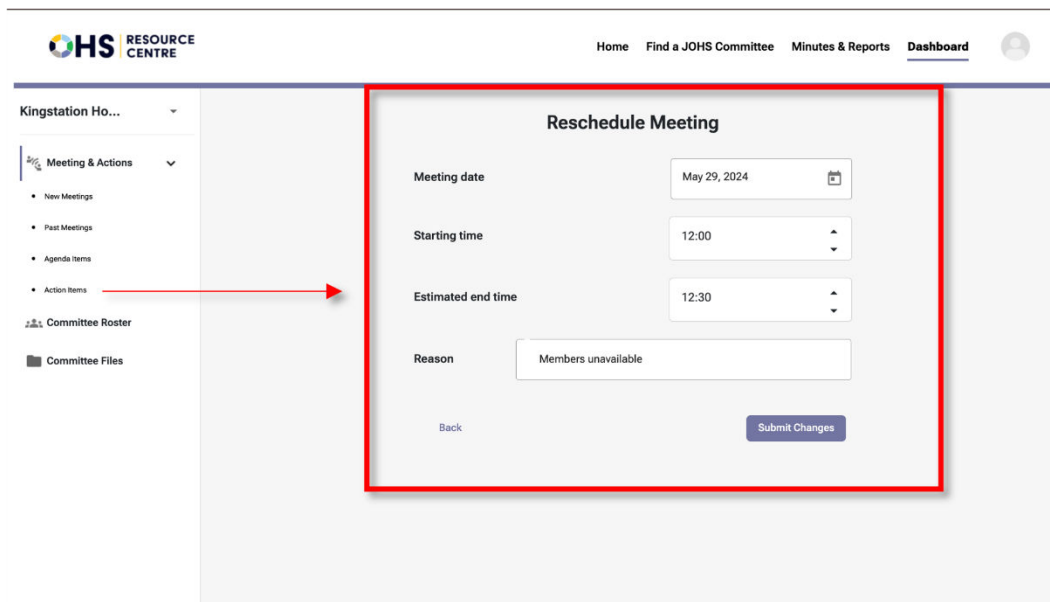 OHS RESOURCE
CENTRE
Home Find a JOHS Committee Minutes & Reports Dashboard
Kingstation Ho...
Meeting & Actions
New Meetings
Past Meetings
Agenda Items
Action Items
Committee Roster
Committee Files
Reschedule Meeting
Meeting date May 29, 2024
Starting time 12:00
Estimated end time 12:30
Reason Members unavailable
Back Submit Changes